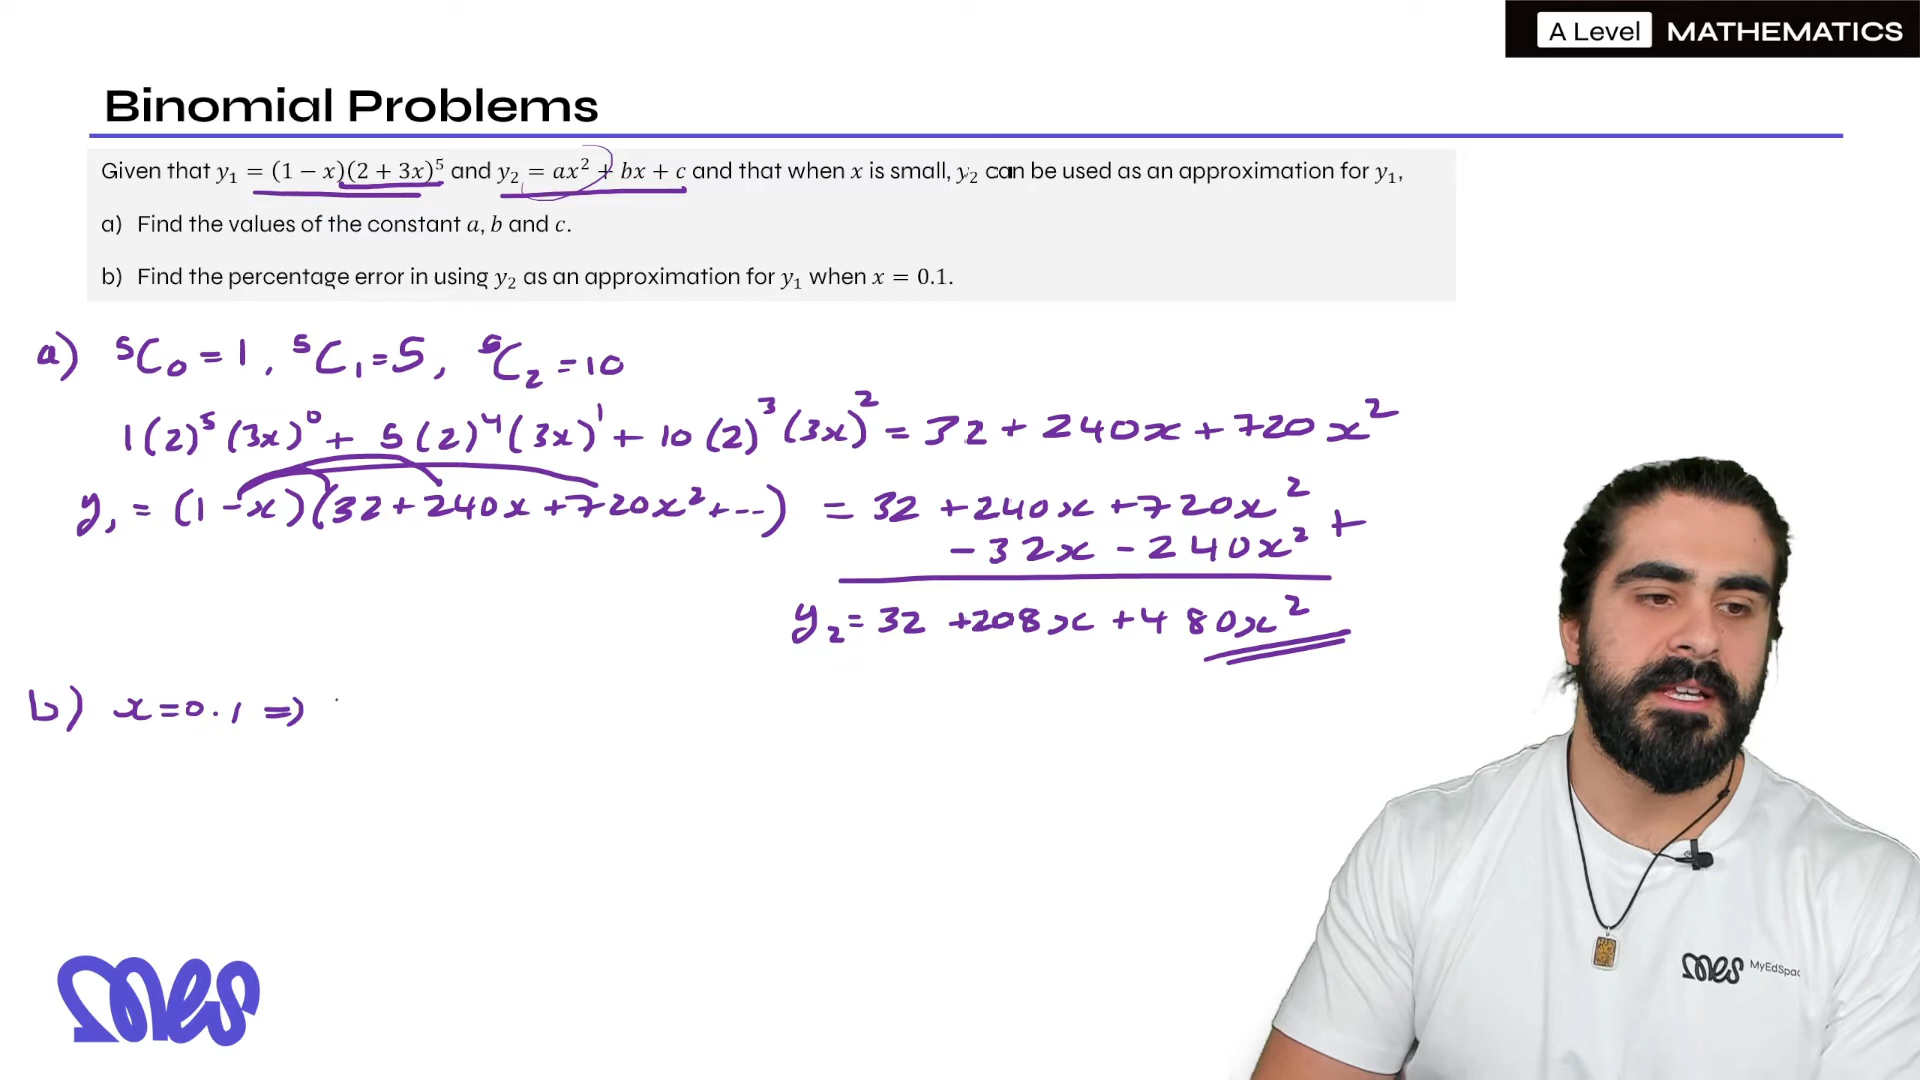 A Level MATHEMATICS
Binomial Problems
Given that y₁ = (1 − x)(2 + 3x)⁵ and y₂ = ax² + bx + c and that when x is small, y₂ can be used as an approximation for y₁,
a) Find the values of the constant a, b and c.
b) Find the percentage error in using y₂ as an approximation for y₁ when x = 0.1.
a) ⁵C₀ = 1, ⁵C₁ = 5, ⁵C₂ = 10
1(2)⁵(3x)⁰ + 5(2)⁴(3x)¹ + 10(2)³(3x)² = 32 + 240x + 720x²
y₁ = (1 − x)(32 + 240x + 720x² + ---) = 32 + 240x + 720x²
− 32x − 240x² +
y₂ = 32 + 208x + 480x²
b) x = 0.1 ⇒
mes
mes MyEdSpac